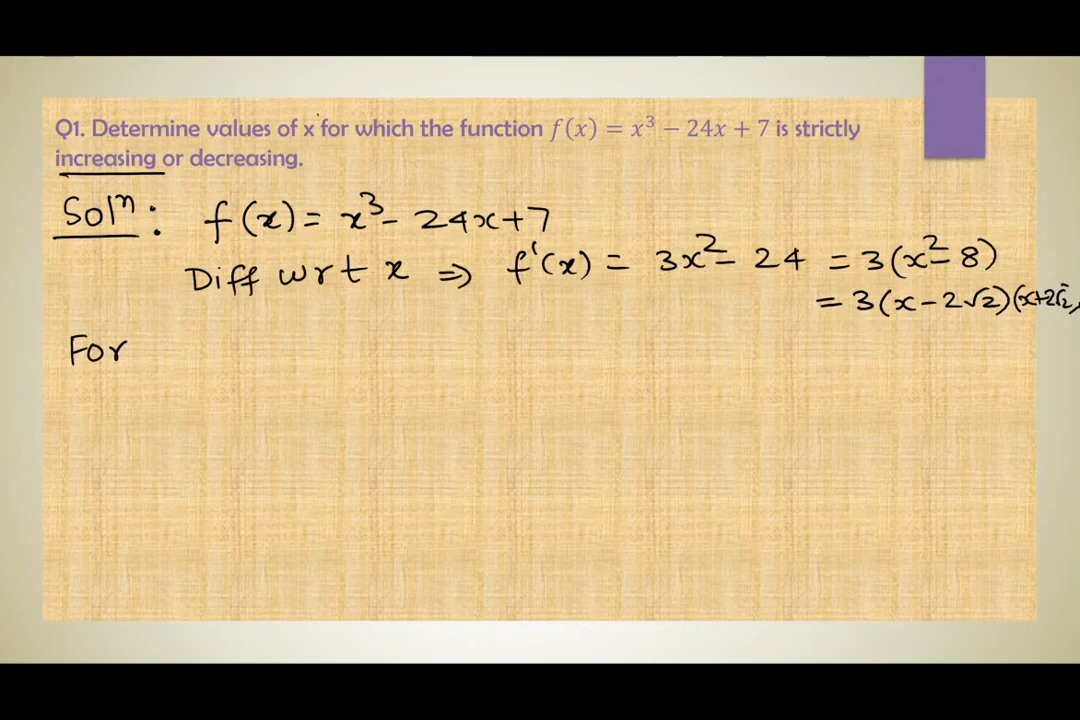 Q1. Determine values of x for which the function f(x) = x³ − 24x + 7 is strictly
increasing or decreasing.
Solⁿ: f(x) = x³ - 24x+7
Diff wrt x ⇒ f'(x) = 3x² - 24 = 3(x² - 8)
= 3(x - 2√2)(x+2√2)
For